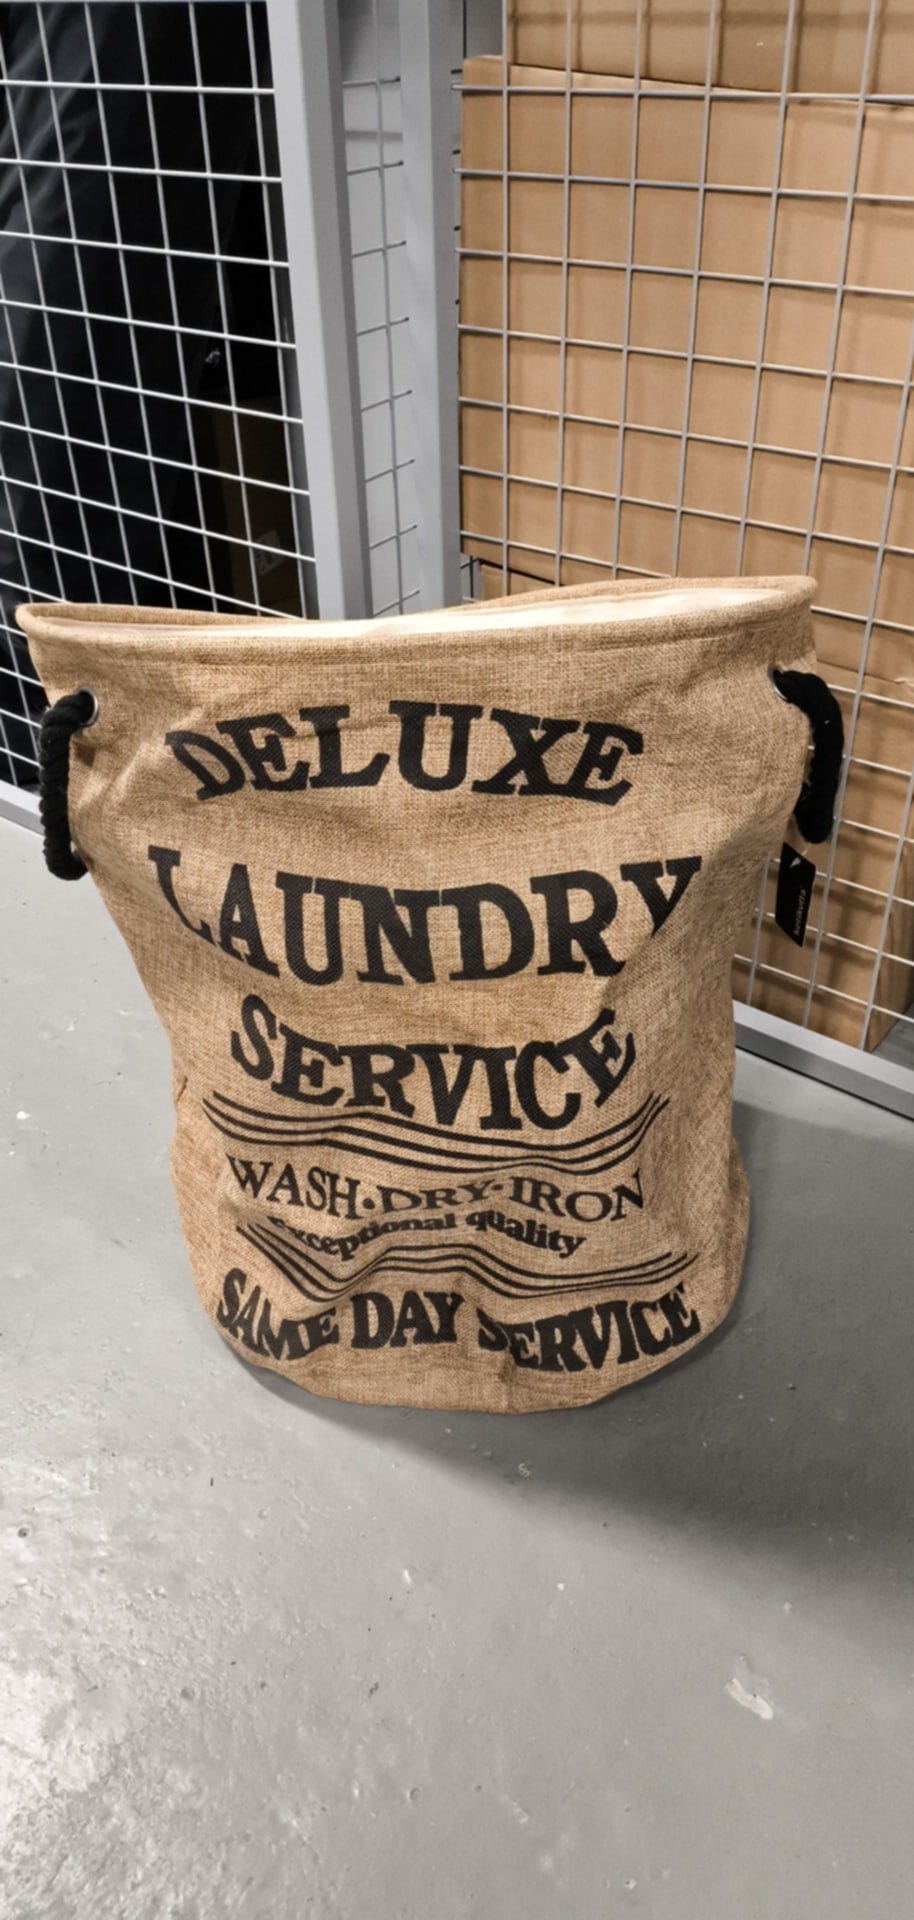 DELUXE
LAUNDRY
SERVICE
WASH·DRY·IRON
exceptional quality
SAME DAY SERVICE